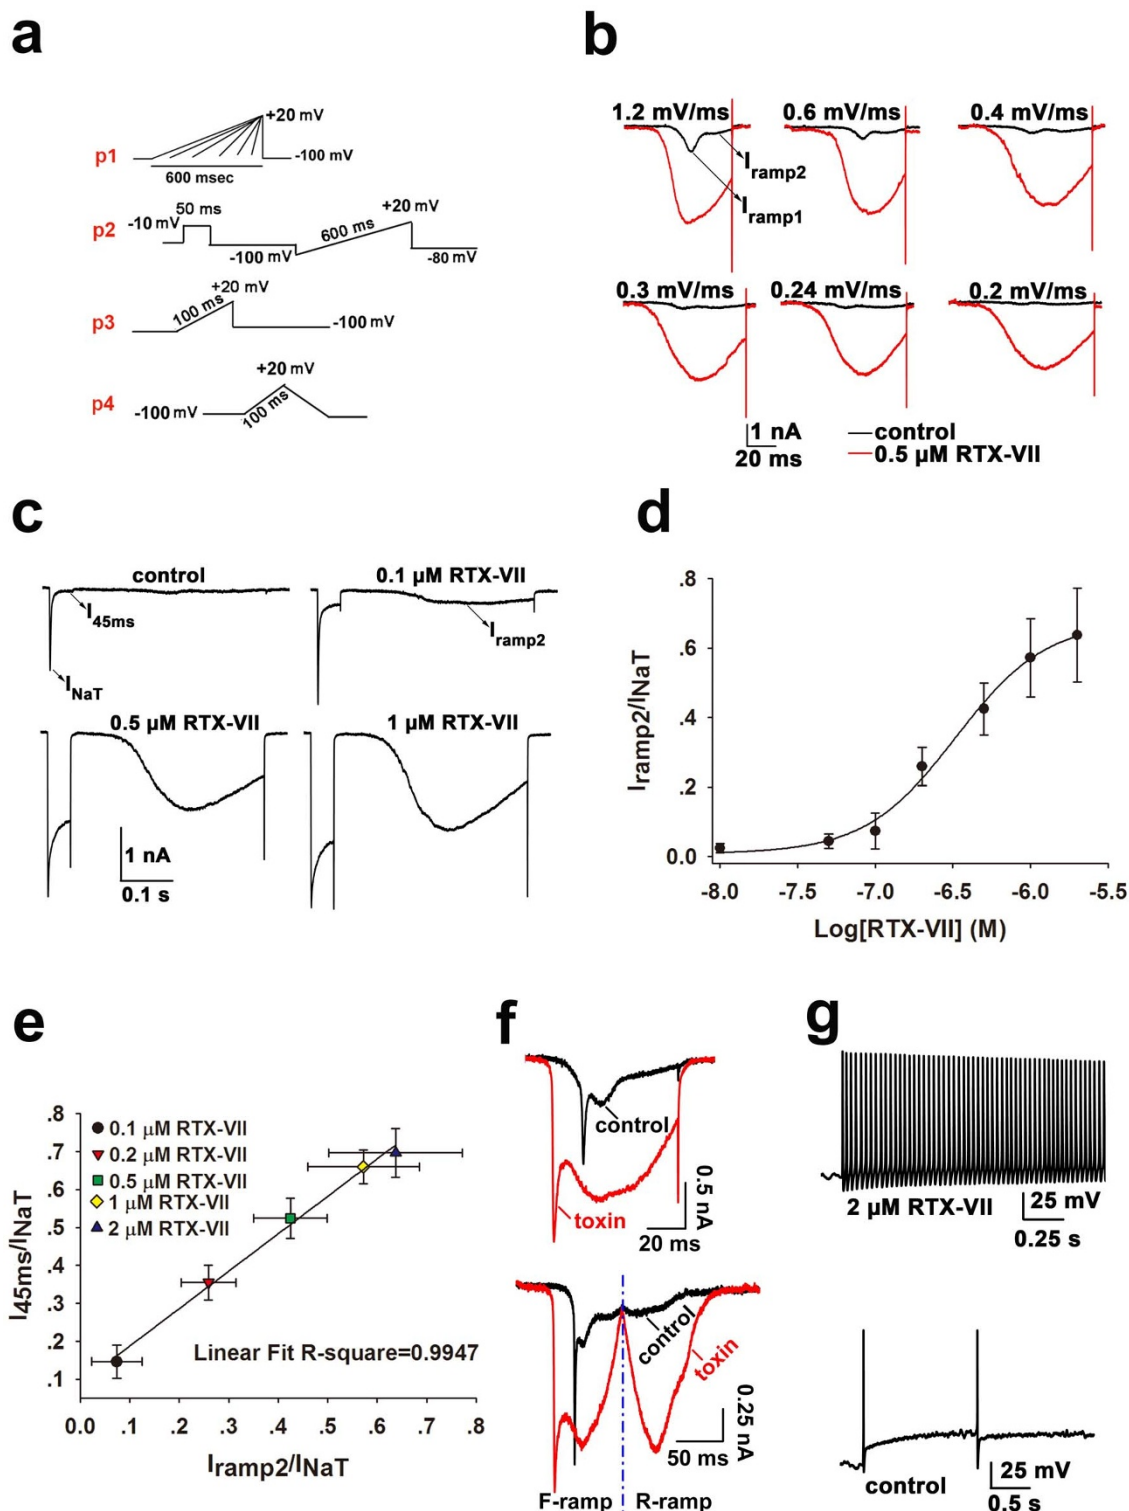 a
+20 mV
p1
-100 mV
600 msec
-10 mV
50 ms
+20 mV
p2
600 ms
-100 mV
-80 mV
+20 mV
p3
100 ms
-100 mV
+20 mV
p4
-100 mV
100 ms
b
1.2 mV/ms
0.6 mV/ms
0.4 mV/ms
Iramp2
Iramp1
0.3 mV/ms
0.24 mV/ms
0.2 mV/ms
1 nA
20 ms
control
0.5 µM RTX-VII
c
control
0.1 µM RTX-VII
I45ms
Iramp2
INaT
0.5 µM RTX-VII
1 µM RTX-VII
1 nA
0.1 s
d
Iramp2/INaT
.8
.6
.4
.2
0.0
-8.0 -7.5 -7.0 -6.5 -6.0 -5.5
Log[RTX-VII] (M)
e
I45ms/INaT
.8
.7
.6
.5
.4
.3
.2
.1
0.1 µM RTX-VII
0.2 µM RTX-VII
0.5 µM RTX-VII
1 µM RTX-VII
2 µM RTX-VII
Linear Fit R-square=0.9947
0.0 .1 .2 .3 .4 .5 .6 .7 0.8
Iramp2/INaT
f
control
toxin
0.5 nA
20 ms
control
toxin
0.25 nA
50 ms
F-ramp
R-ramp
g
2 µM RTX-VII
25 mV
0.25 s
control
25 mV
0.5 s